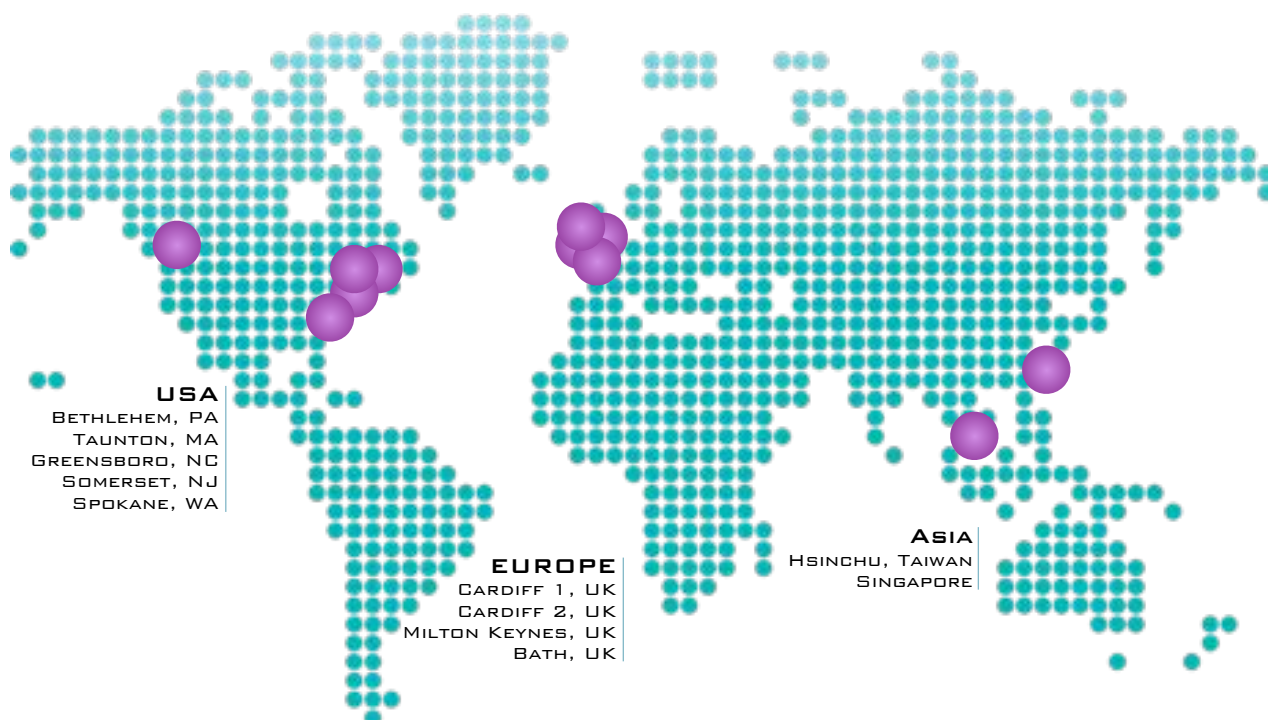 USA
Bethlehem, PA
Taunton, MA
Greensboro, NC
Somerset, NJ
Spokane, WA
EUROPE
Cardiff 1, UK
Cardiff 2, UK
Milton Keynes, UK
Bath, UK
Asia
Hsinchu, Taiwan
Singapore